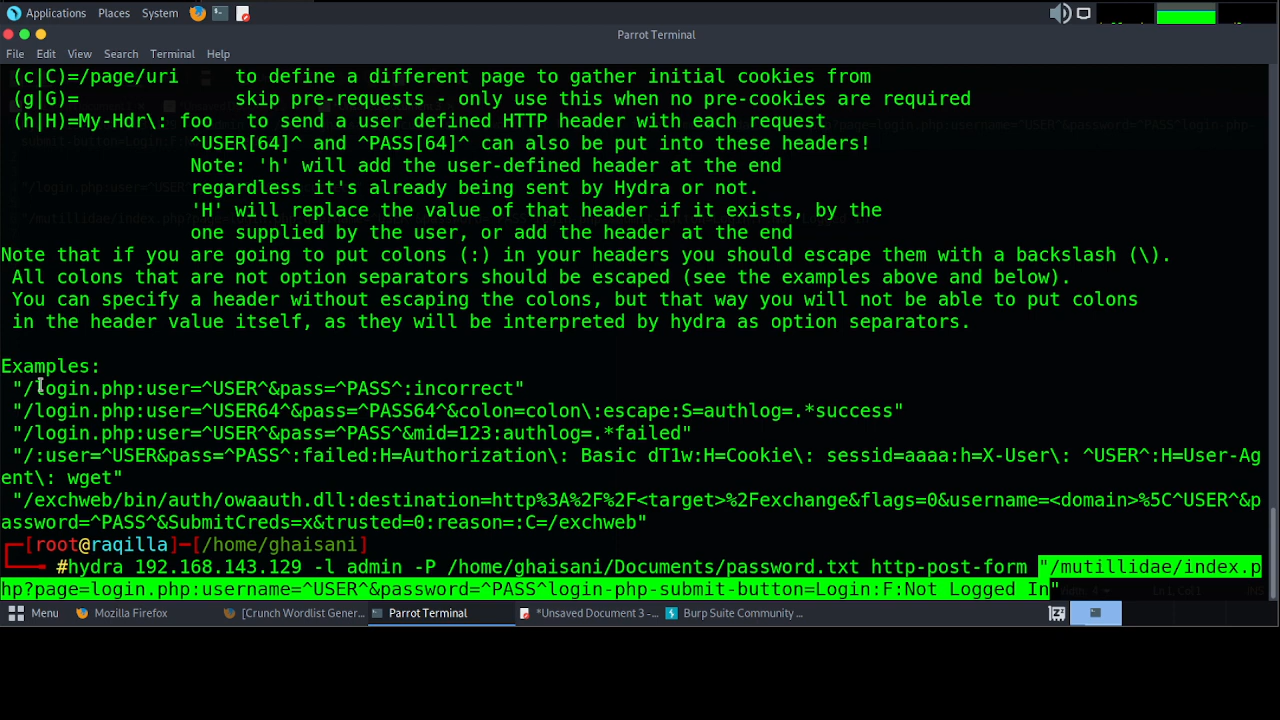 Applications Places System
Parrot Terminal
File Edit View Search Terminal Help
(c|C)=/page/uri to define a different page to gather initial cookies from
(g|G)= skip pre-requests - only use this when no pre-cookies are required
(h|H)=My-Hdr\: foo to send a user defined HTTP header with each request
^USER[64]^ and ^PASS[64]^ can also be put into these headers!
Note: 'h' will add the user-defined header at the end
regardless it's already being sent by Hydra or not.
'H' will replace the value of that header if it exists, by the
one supplied by the user, or add the header at the end
Note that if you are going to put colons (:) in your headers you should escape them with a backslash (\).
All colons that are not option separators should be escaped (see the examples above and below).
You can specify a header without escaping the colons, but that way you will not be able to put colons
in the header value itself, as they will be interpreted by hydra as option separators.
Examples:
"/login.php:user=^USER^&pass=^PASS^:incorrect"
"/login.php:user=^USER64^&pass=^PASS64^&colon=colon\:escape:S=authlog=.*success"
"/login.php:user=^USER^&pass=^PASS^&mid=123:authlog=.*failed"
"/:user=^USER&pass=^PASS^:failed:H=Authorization\: Basic dT1w:H=Cookie\: sessid=aaaa:h=X-User\: ^USER^:H=User-Ag
ent\: wget"
"/exchweb/bin/auth/owaauth.dll:destination=http%3A%2F%2F<target>%2Fexchange&flags=0&username=<domain>%5C^USER^&p
assword=^PASS^&SubmitCreds=x&trusted=0:reason=:C=/exchweb"
[root@raqilla]─[/home/ghaisani]
#hydra 192.168.143.129 -l admin -P /home/ghaisani/Documents/password.txt http-post-form "/mutillidae/index.p
hp?page=login.php:username=^USER^&password=^PASS^login-php-submit-button=Login:F:Not Logged In"
Menu Mozilla Firefox [Crunch Wordlist Gener... Parrot Terminal *Unsaved Document 3 -... Burp Suite Community ...